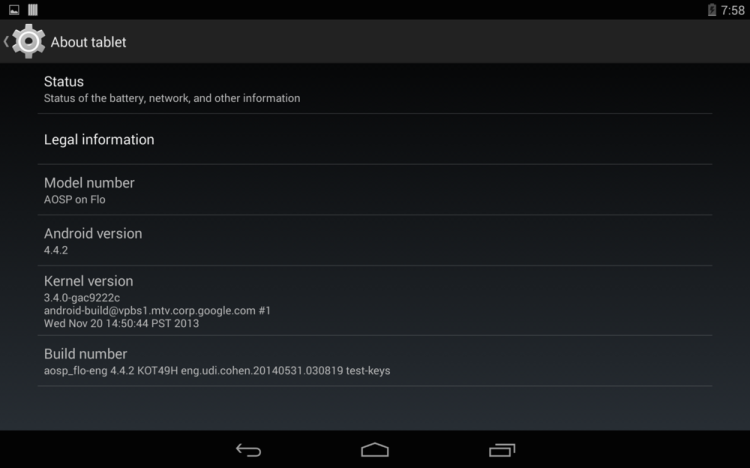 7:58
About tablet
Status
Status of the battery, network, and other information
Legal information
Model number
AOSP on Flo
Android version
4.4.2
Kernel version
3.4.0-gac9222c
android-build@vpbs1.mtv.corp.google.com #1
Wed Nov 20 14:50:44 PST 2013
Build number
aosp_flo-eng 4.4.2 KOT49H eng.udi.cohen.20140531.030819 test-keys